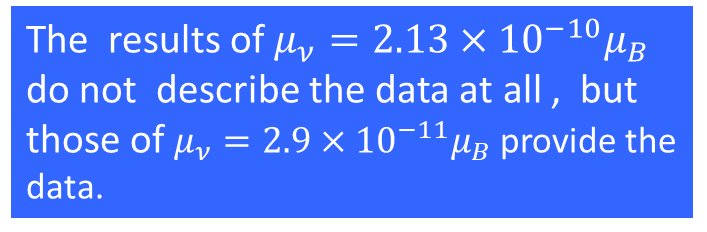 The results of μ_ν = 2.13 × 10⁻¹⁰ μ_B
do not describe the data at all , but
those of μ_ν = 2.9 × 10⁻¹¹ μ_B provide the
data.